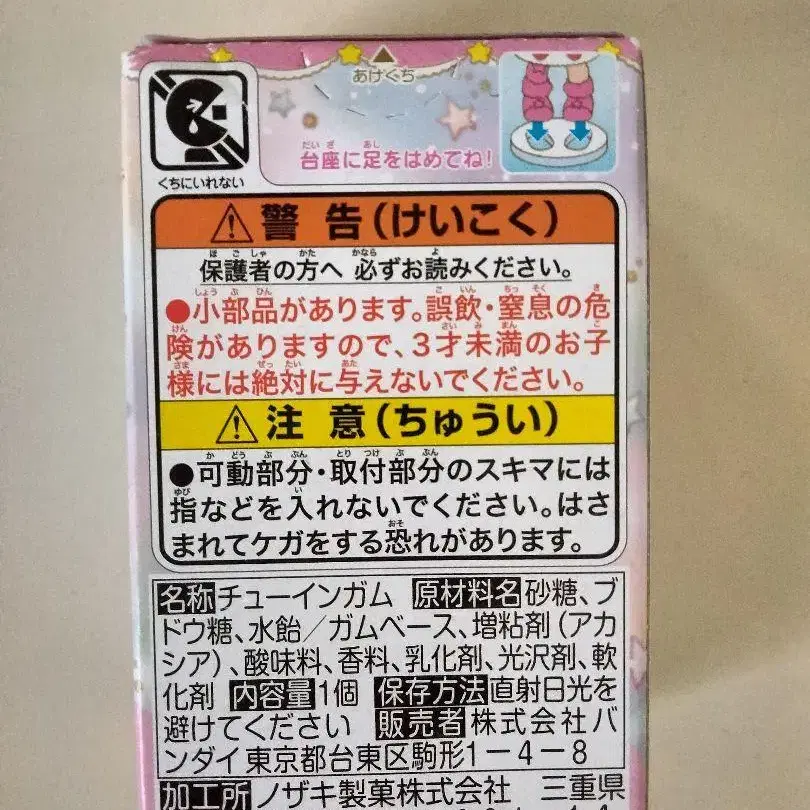 あけぐち
くちにいれない
台座に足をはめてね!
警告(けいこく)
保護者の方へ 必ずお読みください。
●小部品があります。誤飲・窒息の危
険がありますので、3才未満のお子
様には絶対に与えないでください。
注意(ちゅうい)
●可動部分・取付部分のスキマには
指などを入れないでください。はさ
まれてケガをする恐れがあります。
名称 チューインガム 原材料名 砂糖、ブ
ドウ糖、水飴/ガムベース、増粘剤(アカ
シア)、酸味料、香料、乳化剤、光沢剤、軟
化剤 内容量 1個 保存方法 直射日光を
避けてください 販売者 株式会社バ
ンダイ 東京都台東区駒形1-4-8
加工所 ノザキ製菓株式会社 三重県